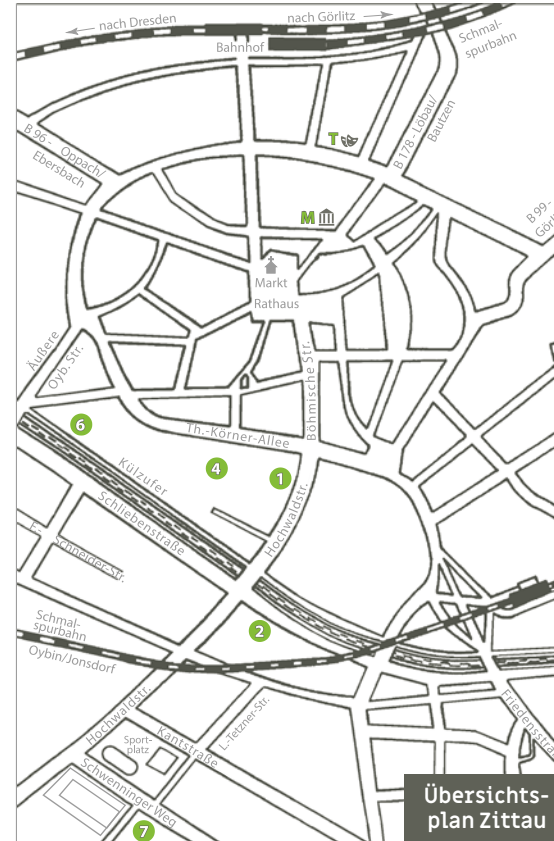 nach Dresden
nach Görlitz
Bahnhof
Schmal-
spurbahn
B 96 - Oppach/
Ebersbach
T
B 178 - Löbau/
Bautzen
M
B 99 -
Markt
Rathaus
Äußere
Oyb. Str.
Böhmische Str.
Th.-Körner-Allee
6
4
1
Külzufer
Hochwaldstr.
Schliebenstraße
Schneider-Str.
2
Schmal-
spurbahn
Oybin/Jonsdorf
Hochwaldstr.
L.-Tetzner-Str.
Sport-
platz
Kantstraße
Schwenninger Weg
7
Übersichts-
plan Zittau